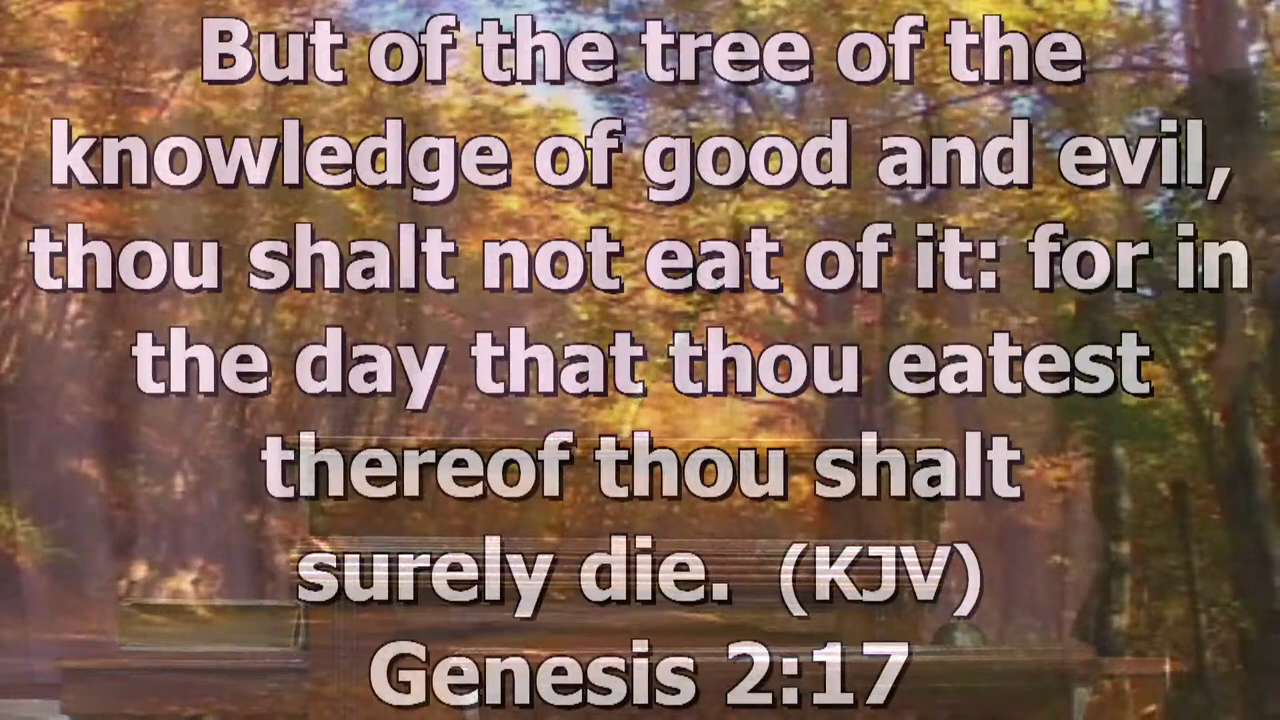 But of the tree of the
knowledge of good and evil,
thou shalt not eat of it: for in
the day that thou eatest
thereof thou shalt
surely die.  (KJV)
Genesis 2:17